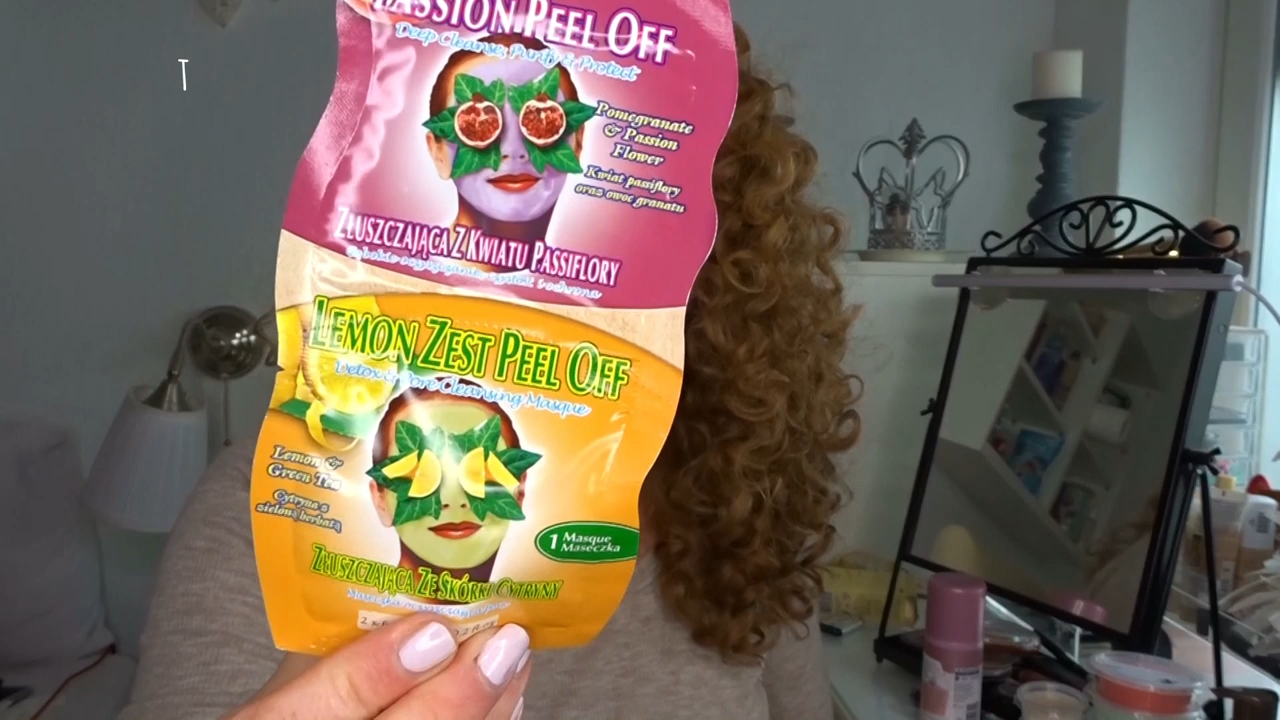 T
PASSION PEEL OFF
Deep Cleanse, Purify & Protect
Pomegranate
& Passion
Flower
Kwiat passiflory
oraz owoc granatu
ZŁUSZCZAJĄCA Z KWIATU PASSIFLORY
LEMON ZEST PEEL OFF
Detox & Pore Cleansing Masque
Lemon &
Green Tea
Cytryna z
zieloną herbatą
1 Masque
Maseczka
ZŁUSZCZAJĄCA ZE SKÓRKI CYTRYNY